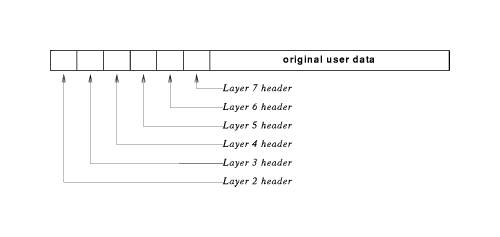 original user data
Layer 7 header
Layer 6 header
Layer 5 header
Layer 4 header
Layer 3 header
Layer 2 header